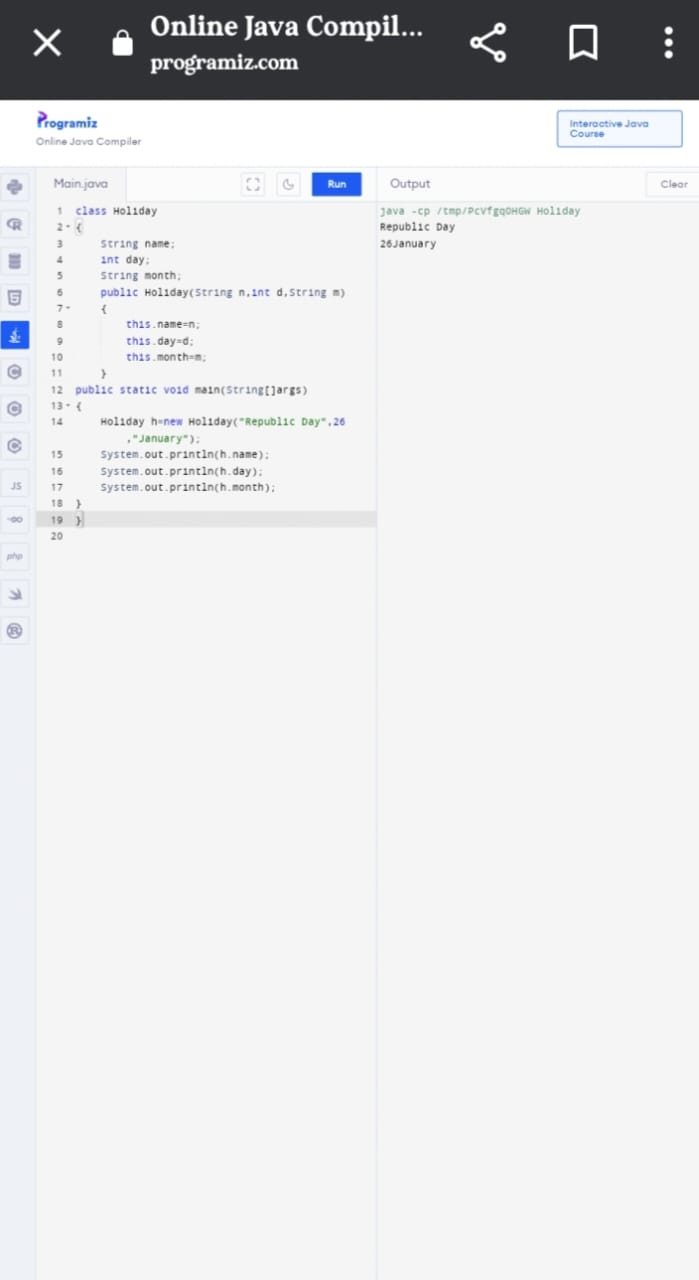 Online Java Compil...
programiz.com
Programiz
Online Java Compiler
Interactive Java
Course
Main.java
Run
Output
Clear
1 class Holiday
2 {
3 String name;
4 int day;
5 String month;
6 public Holiday(String n,int d,String m)
7 {
8 this.name=n;
9 this.day=d;
10 this.month=m;
11 }
12 public static void main(String[]args)
13 {
14 Holiday h=new Holiday("Republic Day",26
,"January");
15 System.out.println(h.name);
16 System.out.println(h.day);
17 System.out.println(h.month);
18 }
19 }
20
java -cp /tmp/PcVfgqOHGW Holiday
Republic Day
26January
JS
php